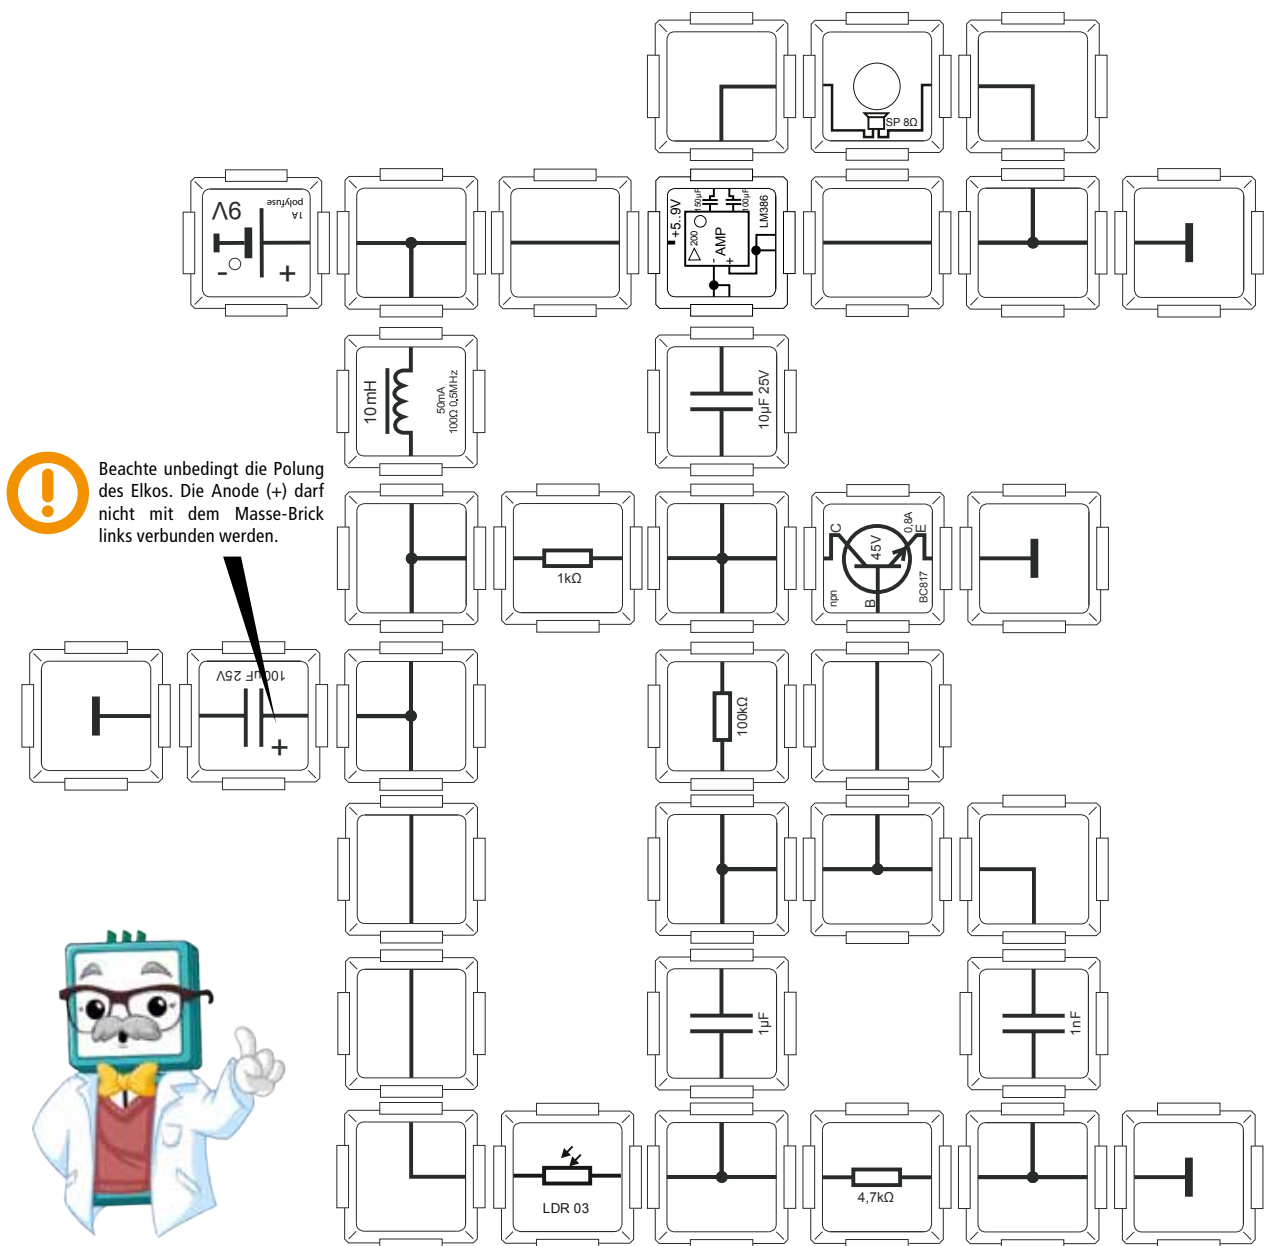 SP 8Ω
9V
1A
polyfuse
-
+
+5..9V
150µF
100µF
LM386
200
AMP
-
+
10mH
50mA
100Ω 0,5MHz
10µF 25V
Beachte unbedingt die Polung
des Elkos. Die Anode (+) darf
nicht mit dem Masse-Brick
links verbunden werden.
1kΩ
C
45V
0,8A
E
npn
B
BC817
100µF 25V
+
100kΩ
1µF
1nF
LDR 03
4,7kΩ